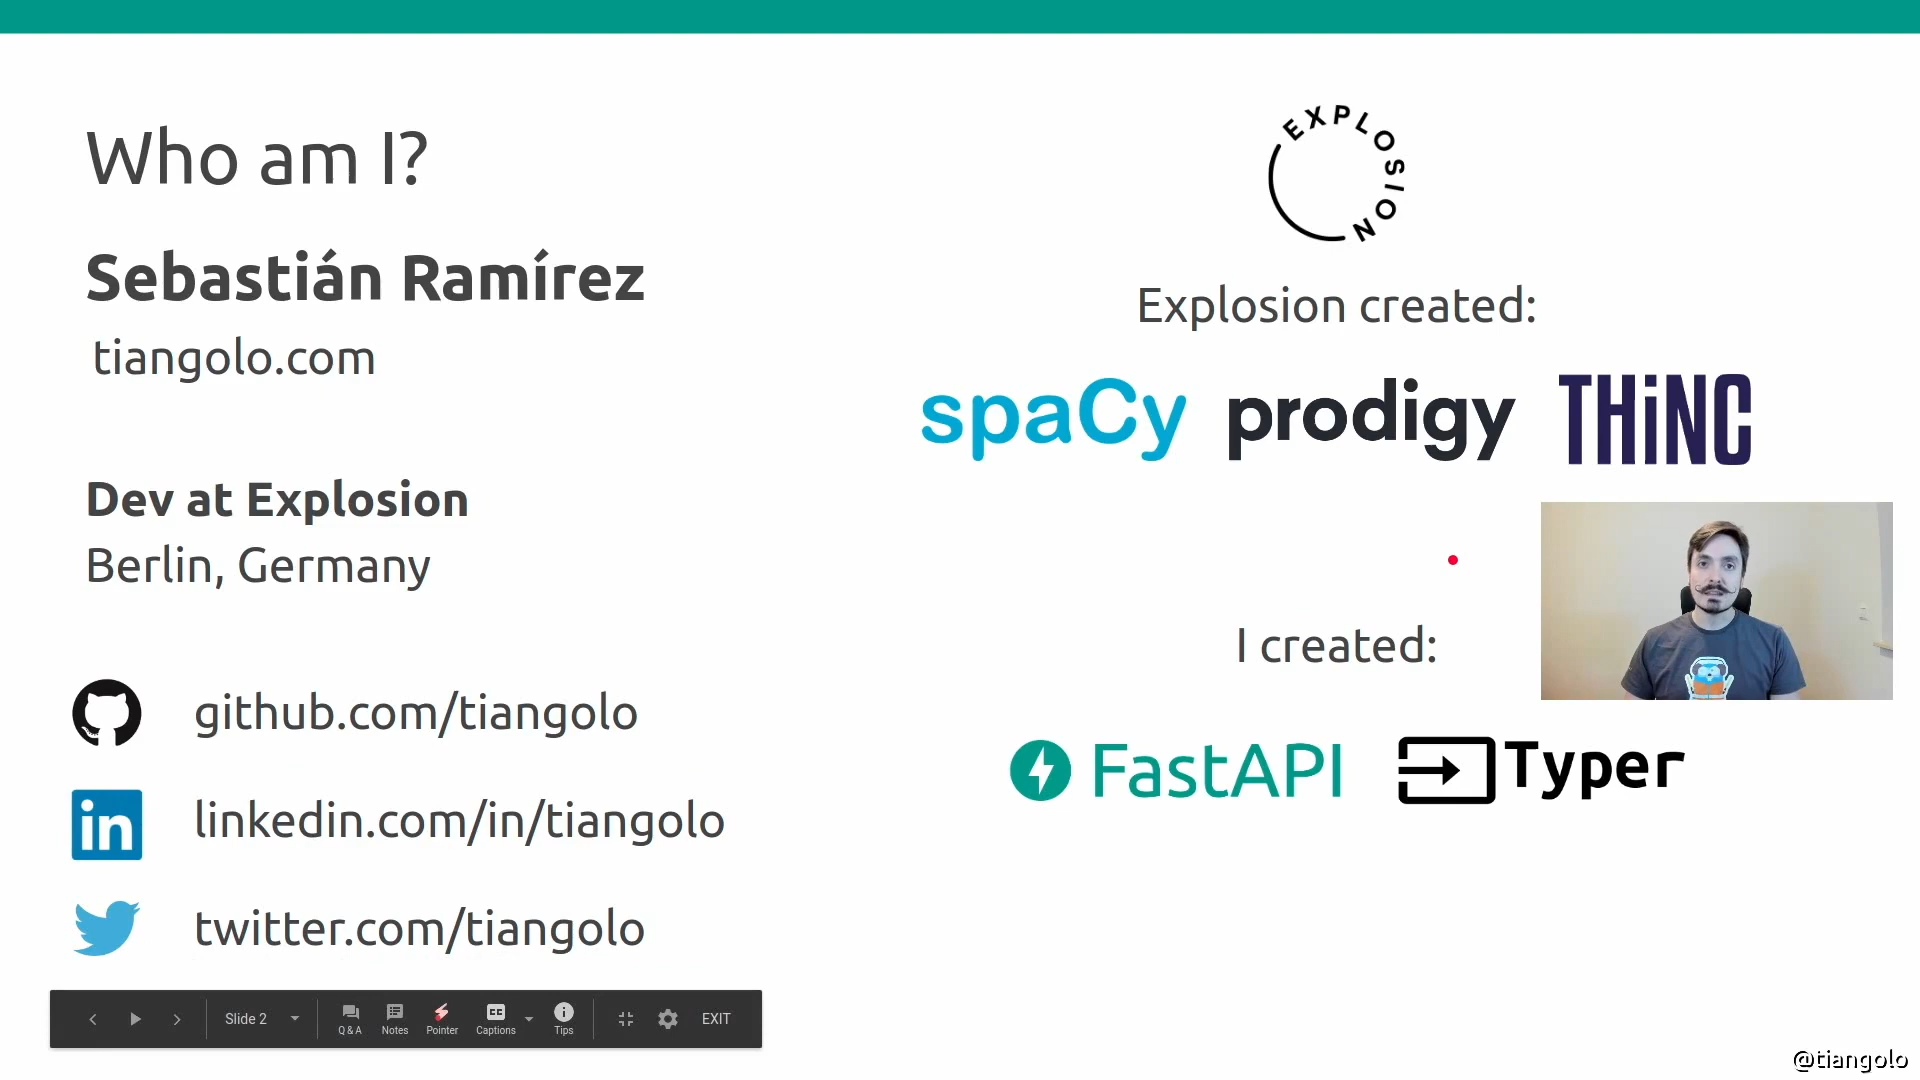 Who am I?
Sebastián Ramírez
tiangolo.com
Dev at Explosion
Berlin, Germany
github.com/tiangolo
linkedin.com/in/tiangolo
twitter.com/tiangolo
EXPLOSION
Explosion created:
spaCy prodigy THiNC
I created:
FastAPI Typer
Slide 2 Q & A Notes Pointer Captions Tips EXIT
@tiangolo